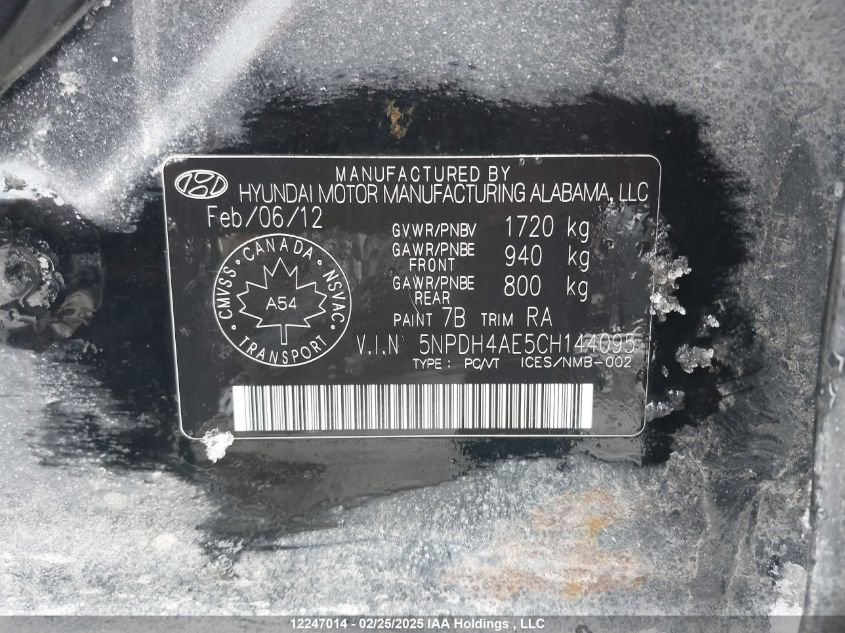 MANUFACTURED BY
HYUNDAI MOTOR MANUFACTURING ALABAMA, LLC
Feb/06/12
GVWR/PNBV 1720 kg
GAWR/PNBE FRONT 940 kg
GAWR/PNBE REAR 800 kg
CANADA
CMVSS NSVAC
A54
TRANSPORT
PAINT 7B TRIM RA
V.I.N 5NPDH4AE5CH144095
TYPE: PC/VT ICES/NMB-002
12247014 - 02/25/2025 IAA Holdings , LLC